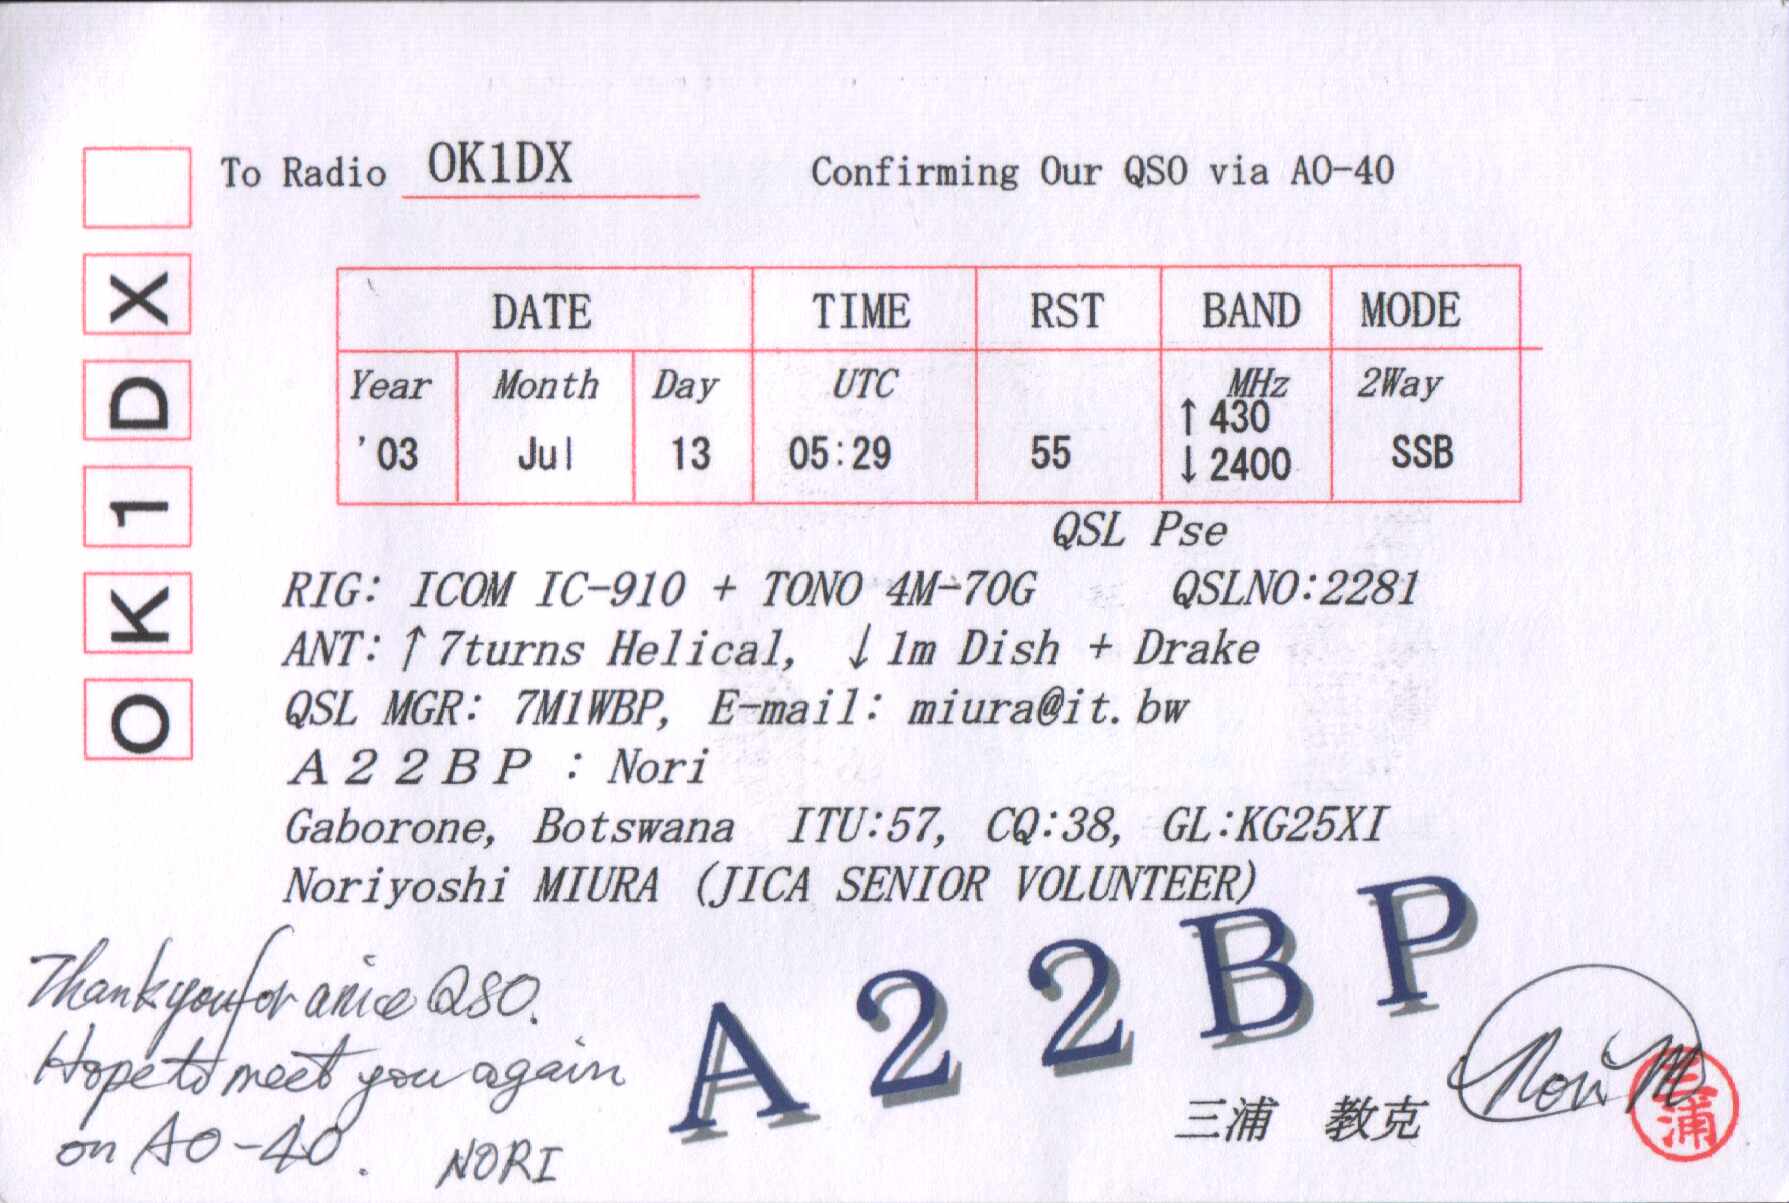 To Radio OK1DX Confirming Our QSO via AO-40
OK1DX
DATE TIME RST BAND MODE
Year Month Day UTC MHz 2Way
'03 Jul 13 05:29 55 ↑430 ↓2400 SSB
QSL Pse
RIG: ICOM IC-910 + TONO 4M-70G QSLNO:2281
ANT:↑7turns Helical, ↓1m Dish + Drake
QSL MGR: 7M1WBP, E-mail: miura@it.bw
A22BP : Nori
Gaborone, Botswana ITU:57, CQ:38, GL:KG25XI
Noriyoshi MIURA (JICA SENIOR VOLUNTEER)
A22BP
Thank you for a nice QSO.
Hope to meet you again
on AO-40. NORI
三浦 教克
Nori M
三浦